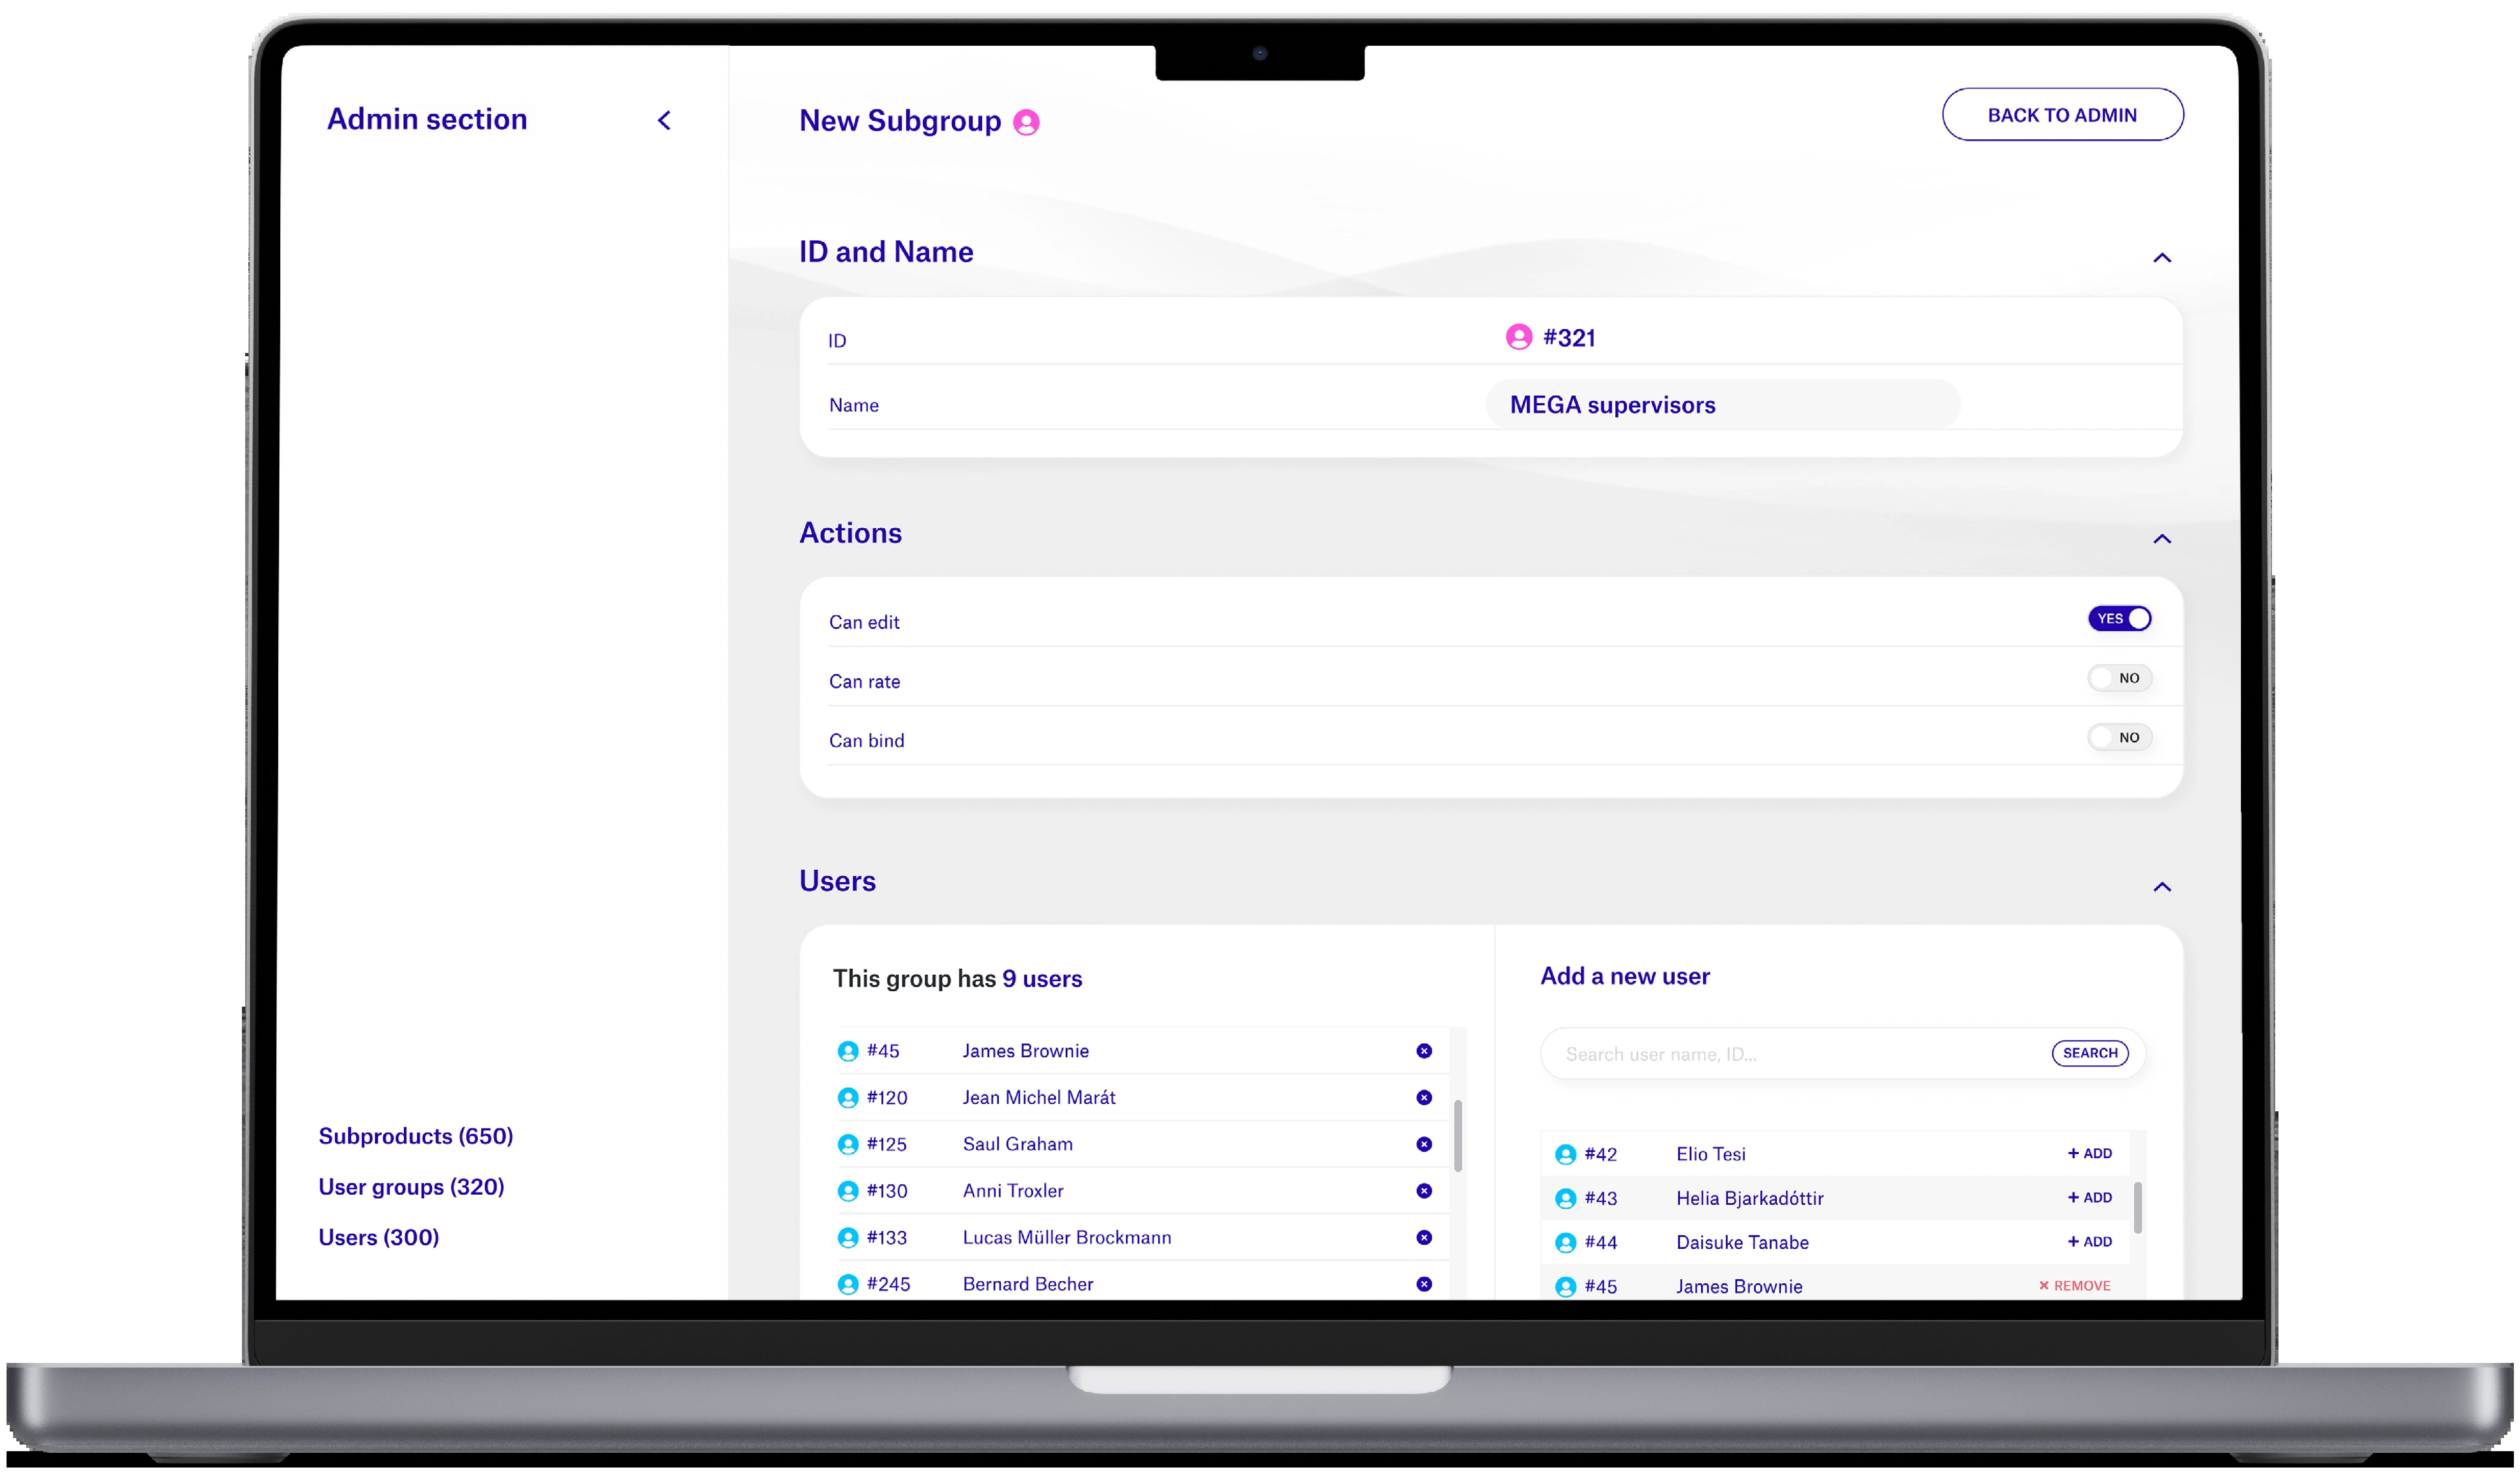 Admin section
New Subgroup
BACK TO ADMIN
ID and Name
ID
#321
Name
MEGA supervisors
Actions
Can edit
YES
Can rate
NO
Can bind
NO
Users
This group has 9 users
#45 James Brownie
#120 Jean Michel Marát
#125 Saul Graham
#130 Anni Troxler
#133 Lucas Müller Brockmann
#245 Bernard Becher
Add a new user
Search user name, ID...
SEARCH
#42 Elio Tesi + ADD
#43 Helia Bjarkadóttir + ADD
#44 Daisuke Tanabe + ADD
#45 James Brownie × REMOVE
Subproducts (650)
User groups (320)
Users (300)